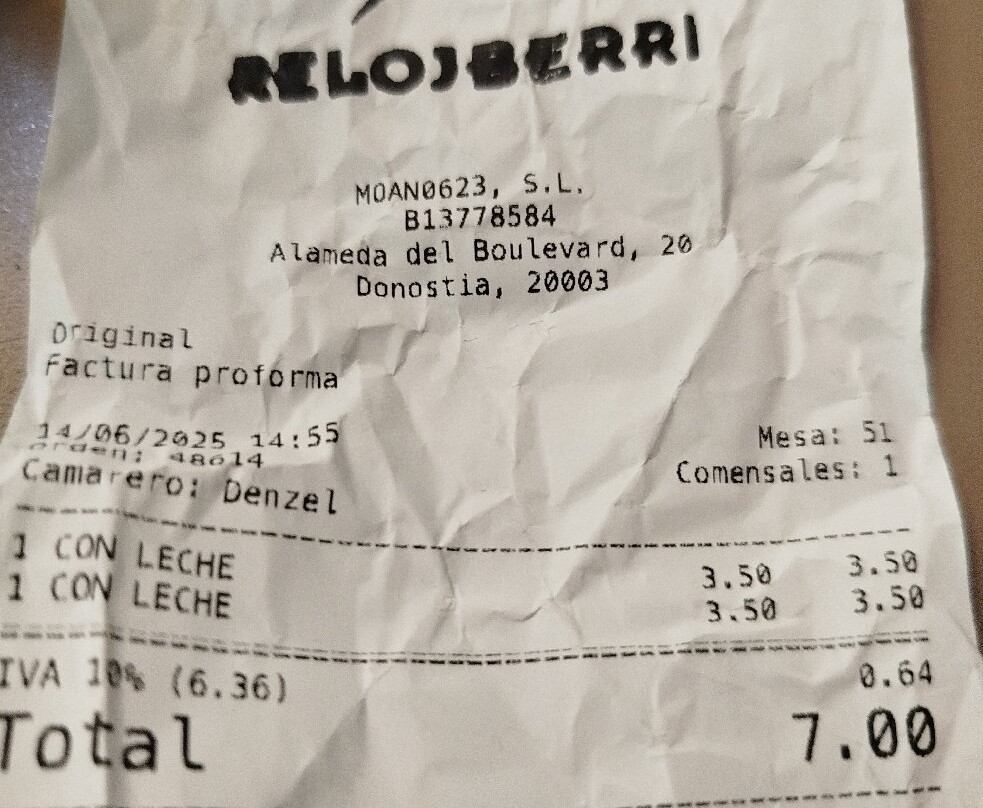 RELOJBERRI
MOAN0623, S.L.
B13778584
Alameda del Boulevard, 20
Donostia, 20003
Original
Factura proforma
14/06/2025 14:55
Mesa: 51
Orden: 48614
Comensales: 1
Camarero: Denzel
1 CON LECHE 3.50 3.50
1 CON LECHE 3.50 3.50
IVA 10% (6.36) 0.64
Total 7.00